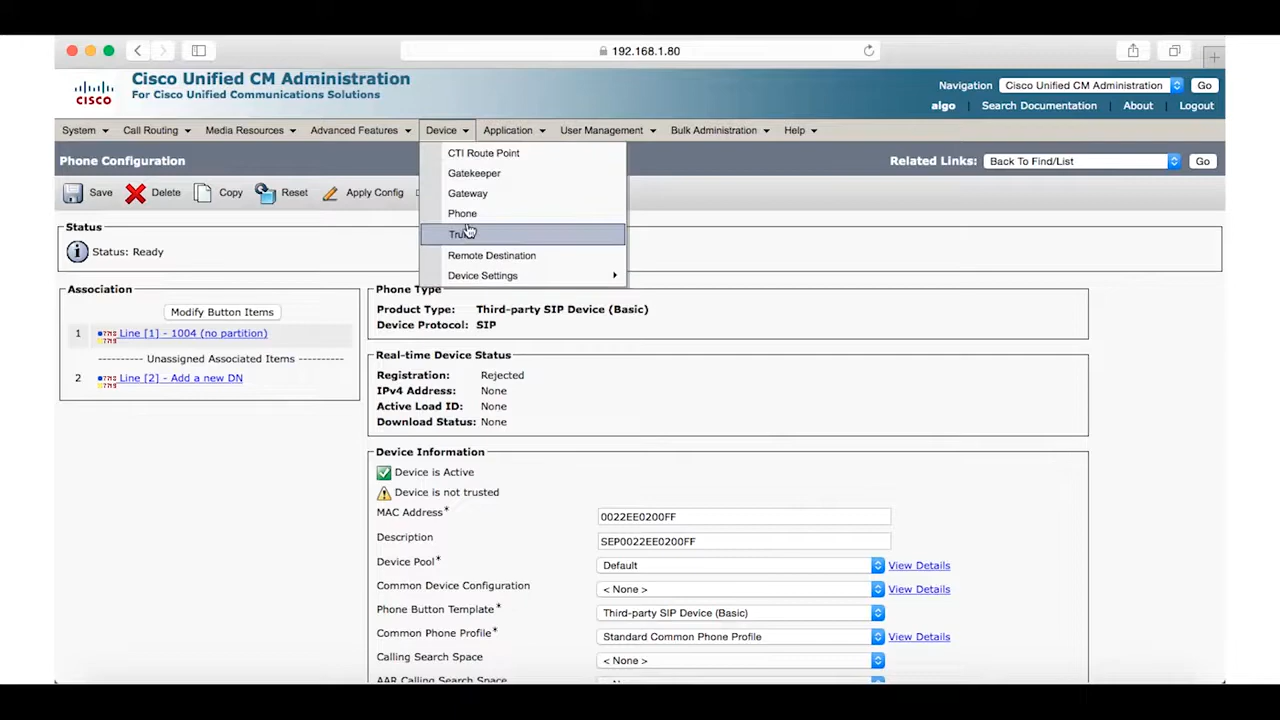 192.168.1.80
CISCO
Cisco Unified CM Administration
For Cisco Unified Communications Solutions
Navigation Cisco Unified CM Administration Go
algo | Search Documentation | About | Logout
System Call Routing Media Resources Advanced Features Device Application User Management Bulk Administration Help
Phone Configuration
Related Links: Back To Find/List Go
Save Delete Copy Reset Apply Config
CTI Route Point
Gatekeeper
Gateway
Phone
Remote Destination
Device Settings
Status
Status: Ready
Association
Modify Button Items
1 Line [1] - 1004 (no partition)
---------- Unassigned Associated Items ----------
2 Line [2] - Add a new DN
Phone Type
Product Type: Third-party SIP Device (Basic)
Device Protocol: SIP
Real-time Device Status
Registration: Rejected
IPv4 Address: None
Active Load ID: None
Download Status: None
Device Information
Device is Active
Device is not trusted
MAC Address* 0022EE0200FF
Description SEP0022EE0200FF
Device Pool* Default View Details
Common Device Configuration < None > View Details
Phone Button Template* Third-party SIP Device (Basic)
Common Phone Profile* Standard Common Phone Profile View Details
Calling Search Space < None >
AAR Calling Search Space